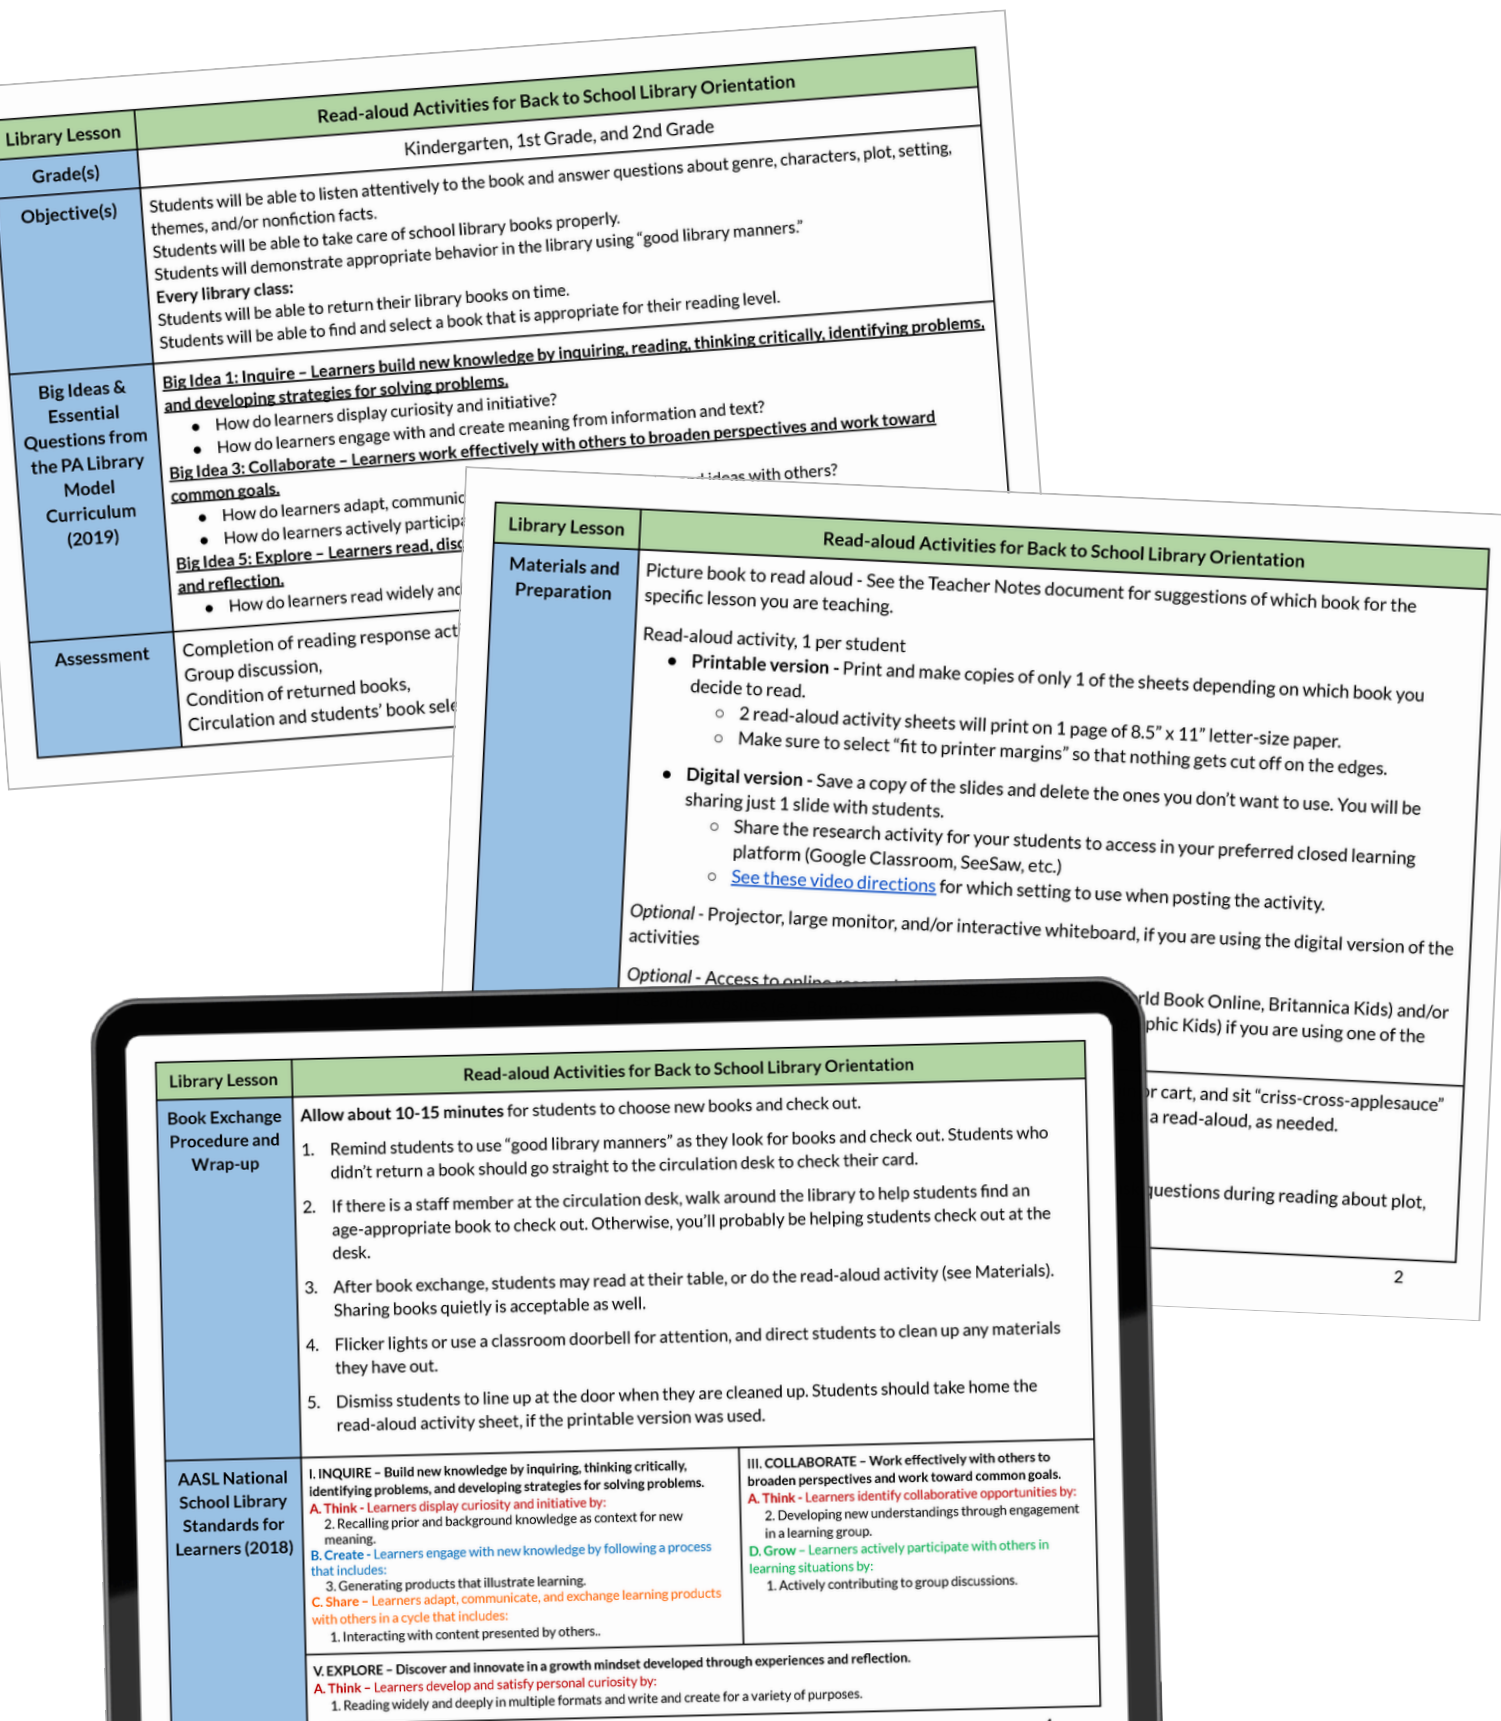 Library Lesson
Read-aloud Activities for Back to School Library Orientation
Grade(s)
Kindergarten, 1st Grade, and 2nd Grade
Objective(s)
Students will be able to listen attentively to the book and answer questions about genre, characters, plot, setting,
themes, and/or nonfiction facts.
Students will be able to take care of school library books properly.
Students will demonstrate appropriate behavior in the library using “good library manners.”
Every library class:
Students will be able to return their library books on time.
Students will be able to find and select a book that is appropriate for their reading level.
Big Ideas &
Essential
Questions from
the PA Library
Model
Curriculum
(2019)
Big Idea 1: Inquire – Learners build new knowledge by inquiring, reading, thinking critically, identifying problems,
and developing strategies for solving problems.
● How do learners display curiosity and initiative?
● How do learners engage with and create meaning from information and text?
Big Idea 3: Collaborate – Learners work effectively with others to broaden perspectives and work toward
common goals.
● How do learners adapt, communic
ideas with others?
● How do learners actively participa
Big Idea 5: Explore – Learners read, disc
and reflection.
● How do learners read widely and
Assessment
Completion of reading response act
Group discussion,
Condition of returned books,
Circulation and students’ book sele
Library Lesson
Read-aloud Activities for Back to School Library Orientation
Materials and
Preparation
Picture book to read aloud - See the Teacher Notes document for suggestions of which book for the
specific lesson you are teaching.
Read-aloud activity, 1 per student
● Printable version - Print and make copies of only 1 of the sheets depending on which book you
decide to read.
○ 2 read-aloud activity sheets will print on 1 page of 8.5” x 11” letter-size paper.
○ Make sure to select “fit to printer margins” so that nothing gets cut off on the edges.
● Digital version - Save a copy of the slides and delete the ones you don’t want to use. You will be
sharing just 1 slide with students.
○ Share the research activity for your students to access in your preferred closed learning
platform (Google Classroom, SeeSaw, etc.)
○ See these video directions for which setting to use when posting the activity.
Optional - Projector, large monitor, and/or interactive whiteboard, if you are using the digital version of the
activities
Optional - Access to online
rld Book Online, Britannica Kids) and/or
phic Kids) if you are using one of the
or cart, and sit “criss-cross-applesauce”
a read-aloud, as needed.
questions during reading about plot,
2
Library Lesson
Read-aloud Activities for Back to School Library Orientation
Book Exchange
Procedure and
Wrap-up
Allow about 10-15 minutes for students to choose new books and check out.
1. Remind students to use “good library manners” as they look for books and check out. Students who
didn’t return a book should go straight to the circulation desk to check their card.
2. If there is a staff member at the circulation desk, walk around the library to help students find an
age-appropriate book to check out. Otherwise, you’ll probably be helping students check out at the
desk.
3. After book exchange, students may read at their table, or do the read-aloud activity (see Materials).
Sharing books quietly is acceptable as well.
4. Flicker lights or use a classroom doorbell for attention, and direct students to clean up any materials
they have out.
5. Dismiss students to line up at the door when they are cleaned up. Students should take home the
read-aloud activity sheet, if the printable version was used.
AASL National
School Library
Standards for
Learners (2018)
I. INQUIRE – Build new knowledge by inquiring, thinking critically,
identifying problems, and developing strategies for solving problems.
A. Think - Learners display curiosity and initiative by:
2. Recalling prior and background knowledge as context for new
meaning.
B. Create - Learners engage with new knowledge by following a process
that includes:
3. Generating products that illustrate learning.
C. Share – Learners adapt, communicate, and exchange learning products
with others in a cycle that includes:
1. Interacting with content presented by others..
III. COLLABORATE – Work effectively with others to
broaden perspectives and work toward common goals.
A. Think - Learners identify collaborative opportunities by:
2. Developing new understandings through engagement
in a learning group.
D. Grow – Learners actively participate with others in
learning situations by:
1. Actively contributing to group discussions.
V. EXPLORE – Discover and innovate in a growth mindset developed through experiences and reflection.
A. Think – Learners develop and satisfy personal curiosity by:
1. Reading widely and deeply in multiple formats and write and create for a variety of purposes.